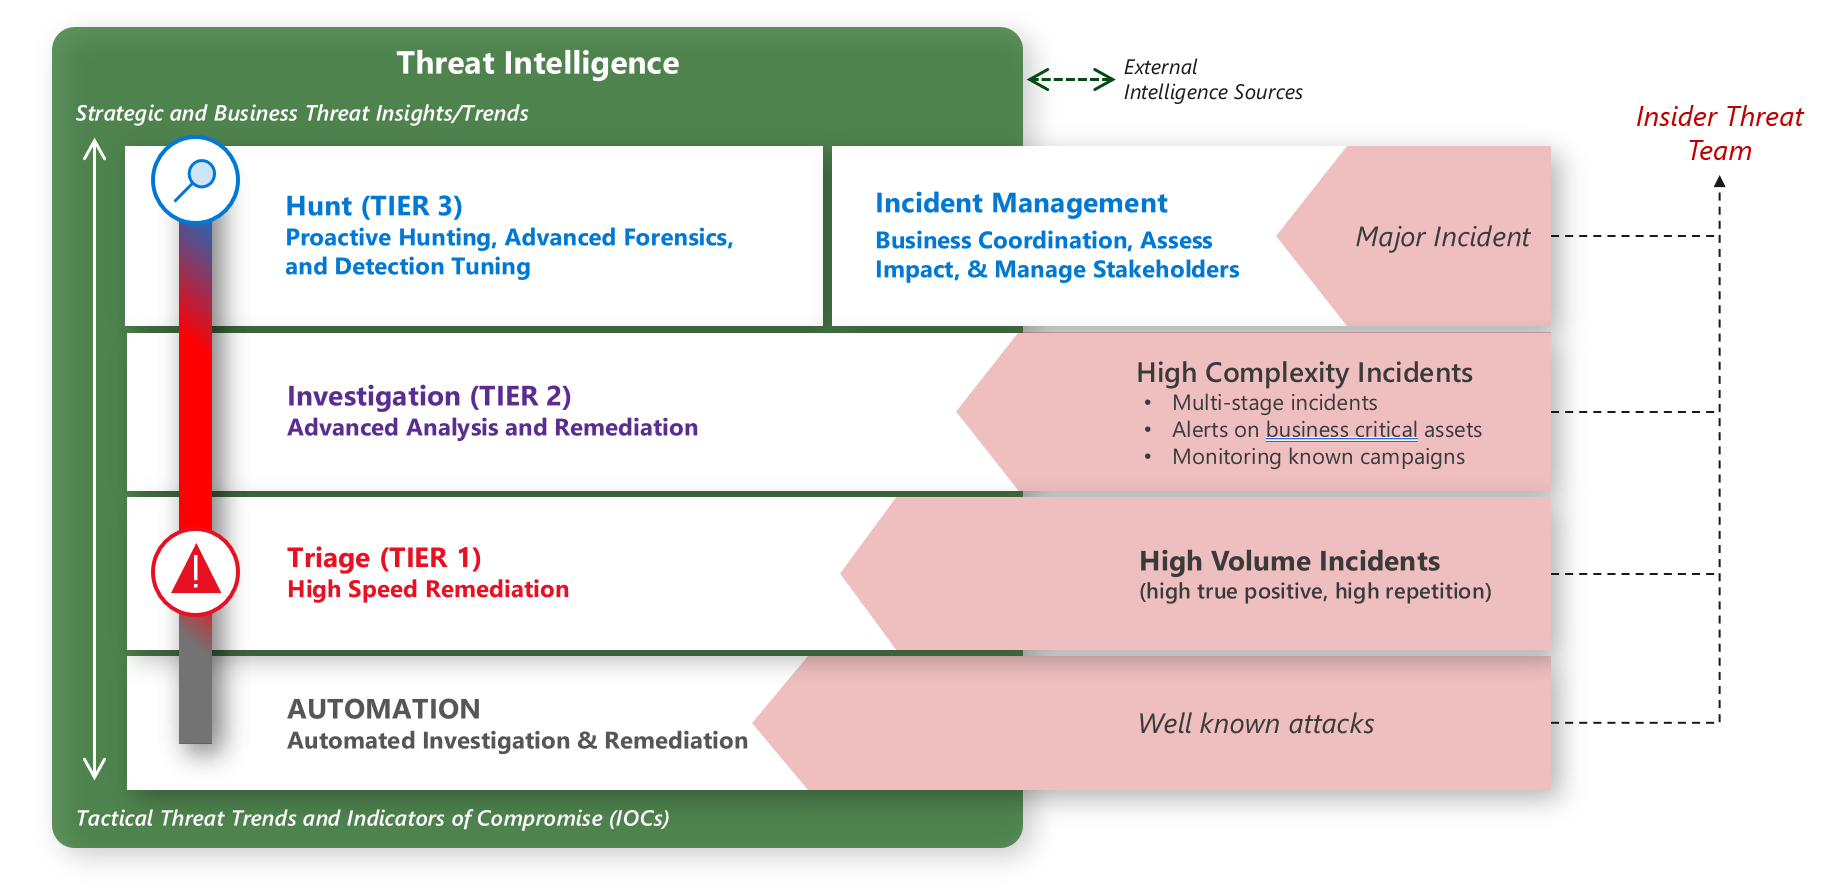 Threat Intelligence
Strategic and Business Threat Insights/Trends
External
Intelligence Sources
Insider Threat
Team
Hunt (TIER 3)
Proactive Hunting, Advanced Forensics,
and Detection Tuning
Incident Management
Business Coordination, Assess
Impact, & Manage Stakeholders
Major Incident
Investigation (TIER 2)
Advanced Analysis and Remediation
High Complexity Incidents
• Multi-stage incidents
• Alerts on business critical assets
• Monitoring known campaigns
Triage (TIER 1)
High Speed Remediation
High Volume Incidents
(high true positive, high repetition)
AUTOMATION
Automated Investigation & Remediation
Well known attacks
Tactical Threat Trends and Indicators of Compromise (IOCs)